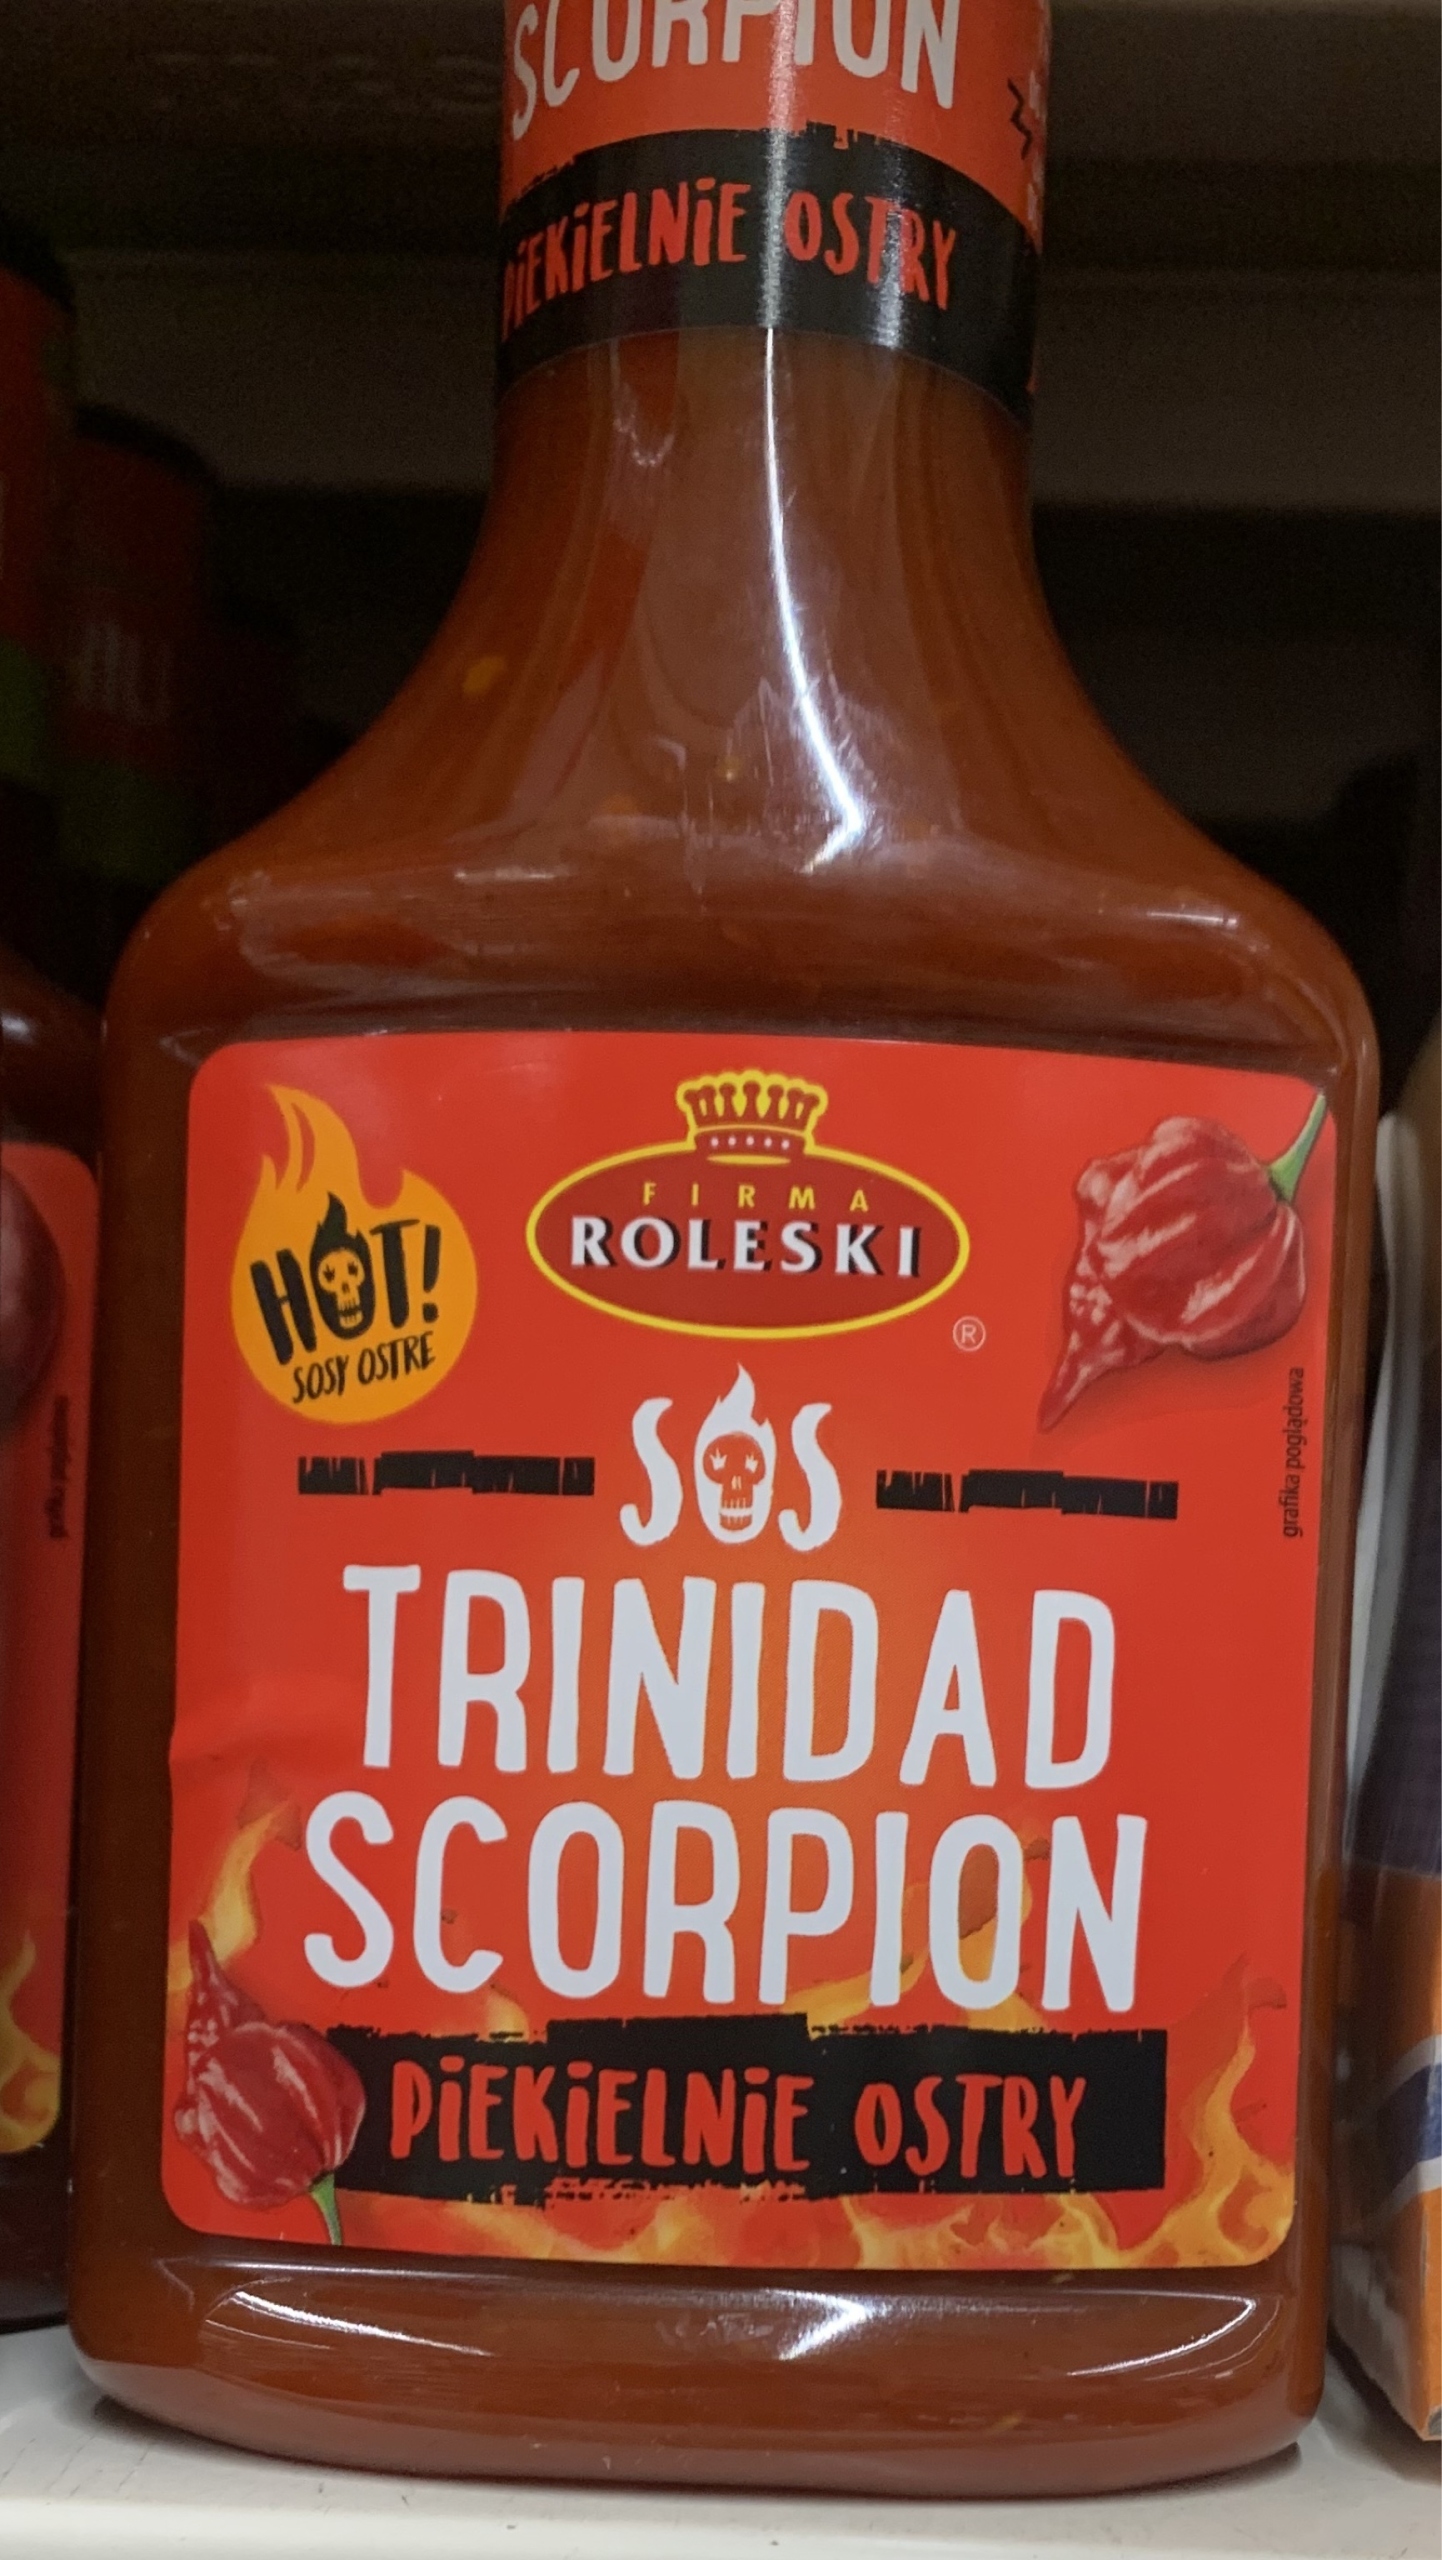 SCORPION
PiEKiELNiE OSTRY
HOT!
SOSY OSTRE
FIRMA
ROLESKI
®
SOS
TRINIDAD
SCORPION
PiEKiELNiE OSTRY
grafika poglądowa